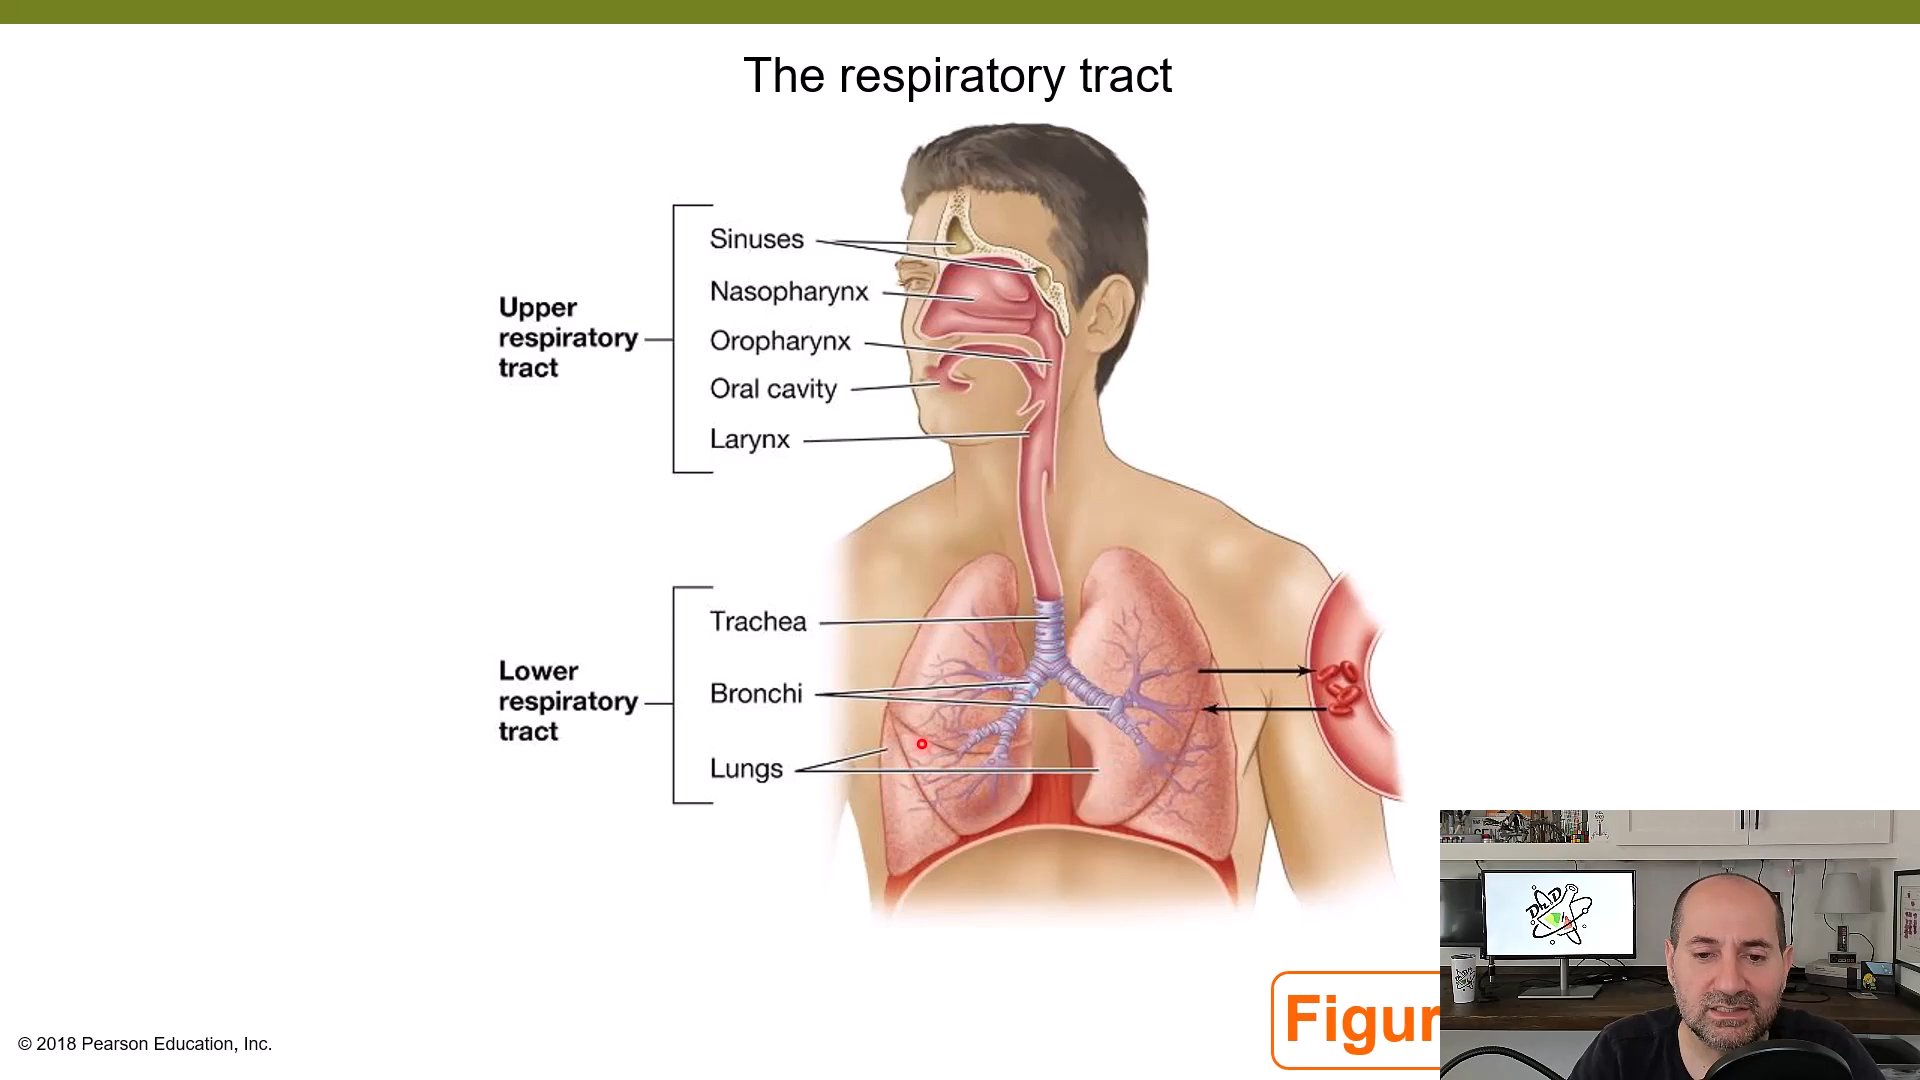 The respiratory tract
Upper
respiratory
tract
Sinuses
Nasopharynx
Oropharynx
Oral cavity
Larynx
Lower
respiratory
tract
Trachea
Bronchi
Lungs
Figur
© 2018 Pearson Education, Inc.
Dr.D